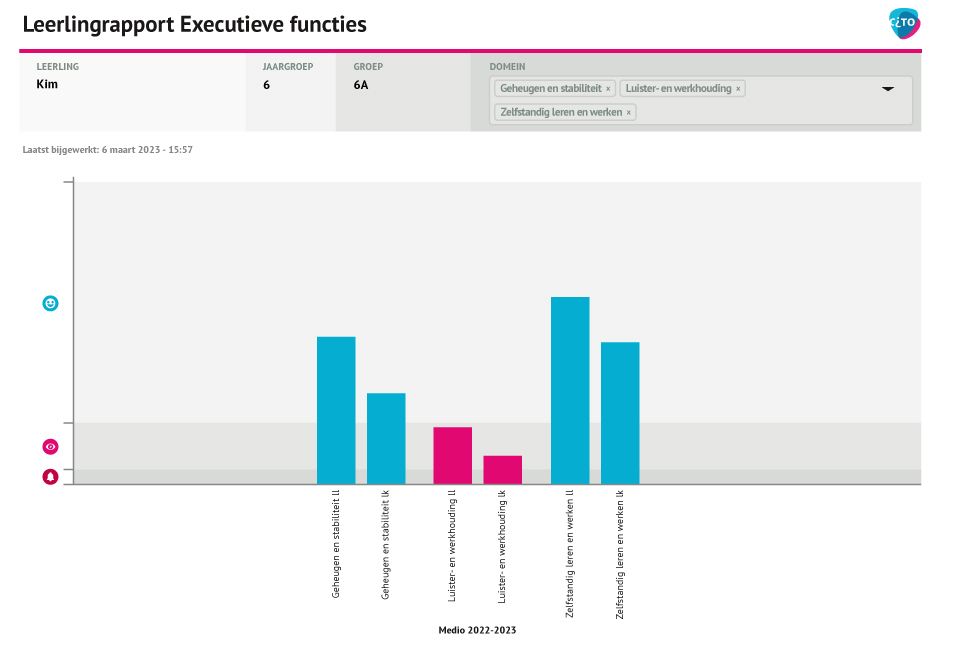 Leerlingrapport Executieve functies
CiTO
LEERLING
Kim
JAARGROEP
6
GROEP
6A
DOMEIN
Geheugen en stabiliteit × Luister- en werkhouding ×
Zelfstandig leren en werken ×
Laatst bijgewerkt: 6 maart 2023 - 15:57
Geheugen en stabiliteit ll
Geheugen en stabiliteit lk
Luister- en werkhouding ll
Luister- en werkhouding lk
Zelfstandig leren en werken ll
Zelfstandig leren en werken lk
Medio 2022-2023